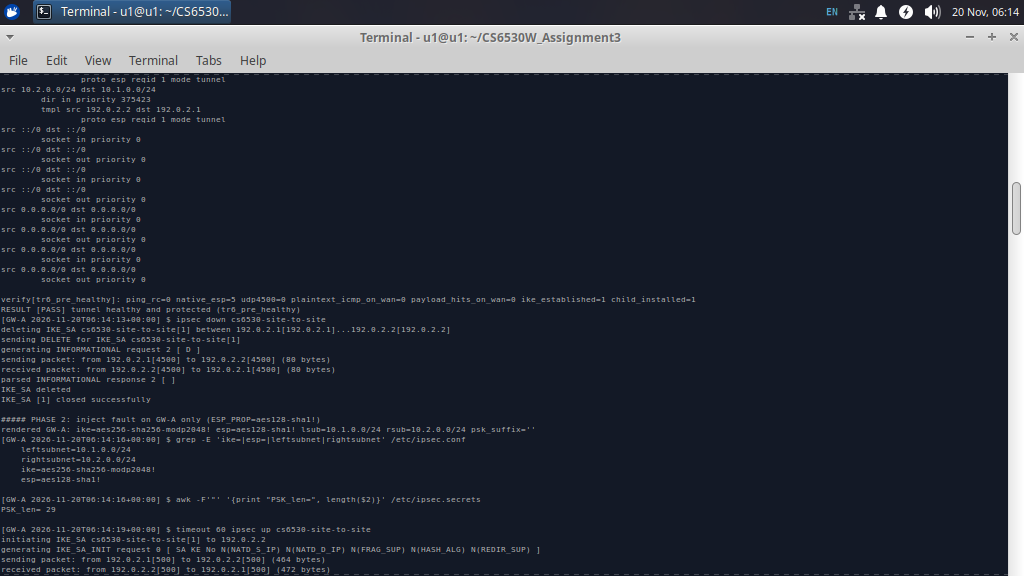 Terminal - u1@u1: ~/CS6530...
EN
20 Nov, 06:14
Terminal - u1@u1: ~/CS6530W_Assignment3
File Edit View Terminal Tabs Help
proto esp reqid 1 mode tunnel
src 10.2.0.0/24 dst 10.1.0.0/24
dir in priority 375423
tmpl src 192.0.2.2 dst 192.0.2.1
proto esp reqid 1 mode tunnel
src ::/0 dst ::/0
socket in priority 0
src ::/0 dst ::/0
socket out priority 0
src ::/0 dst ::/0
socket in priority 0
src ::/0 dst ::/0
socket out priority 0
src 0.0.0.0/0 dst 0.0.0.0/0
socket in priority 0
src 0.0.0.0/0 dst 0.0.0.0/0
socket out priority 0
src 0.0.0.0/0 dst 0.0.0.0/0
socket in priority 0
src 0.0.0.0/0 dst 0.0.0.0/0
socket out priority 0
verify[tr6_pre_healthy]: ping_rc=0 native_esp=5 udp4500=0 plaintext_icmp_on_wan=0 payload_hits_on_wan=0 ike_established=1 child_installed=1
RESULT [PASS] tunnel healthy and protected (tr6_pre_healthy)
[GW-A 2026-11-20T06:14:13+00:00] $ ipsec down cs6530-site-to-site
deleting IKE_SA cs6530-site-to-site[1] between 192.0.2.1[192.0.2.1]...192.0.2.2[192.0.2.2]
sending DELETE for IKE_SA cs6530-site-to-site[1]
generating INFORMATIONAL request 2 [ D ]
sending packet: from 192.0.2.1[4500] to 192.0.2.2[4500] (80 bytes)
received packet: from 192.0.2.2[4500] to 192.0.2.1[4500] (80 bytes)
parsed INFORMATIONAL response 2 [ ]
IKE_SA deleted
IKE_SA [1] closed successfully
##### PHASE 2: inject fault on GW-A only (ESP_PROP=aes128-sha1!)
rendered GW-A: ike=aes256-sha256-modp2048! esp=aes128-sha1! lsub=10.1.0.0/24 rsub=10.2.0.0/24 psk_suffix=''
[GW-A 2026-11-20T06:14:16+00:00] $ grep -E 'ike=|esp=|leftsubnet|rightsubnet' /etc/ipsec.conf
leftsubnet=10.1.0.0/24
rightsubnet=10.2.0.0/24
ike=aes256-sha256-modp2048!
esp=aes128-sha1!
[GW-A 2026-11-20T06:14:16+00:00] $ awk -F'"' '{print "PSK_len=", length($2)}' /etc/ipsec.secrets
PSK_len= 29
[GW-A 2026-11-20T06:14:19+00:00] $ timeout 60 ipsec up cs6530-site-to-site
initiating IKE_SA cs6530-site-to-site[1] to 192.0.2.2
generating IKE_SA_INIT request 0 [ SA KE No N(NATD_S_IP) N(NATD_D_IP) N(FRAG_SUP) N(HASH_ALG) N(REDIR_SUP) ]
sending packet: from 192.0.2.1[500] to 192.0.2.2[500] (464 bytes)
received packet: from 192.0.2.2[500] to 192.0.2.1[500] (472 bytes)